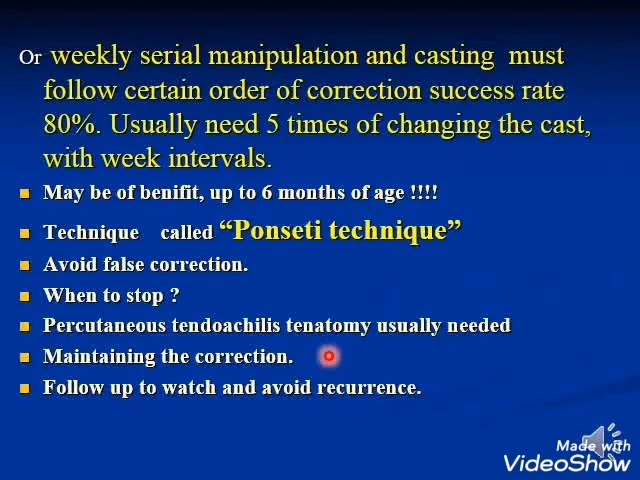 Or weekly serial manipulation and casting must
follow certain order of correction success rate
80%. Usually need 5 times of changing the cast,
with week intervals.
May be of benifit, up to 6 months of age !!!!
Technique called “Ponseti technique”
Avoid false correction.
When to stop ?
Percutaneous tendoachilis tenatomy usually needed
Maintaining the correction.
Follow up to watch and avoid recurrence.
Made with
VideoShow